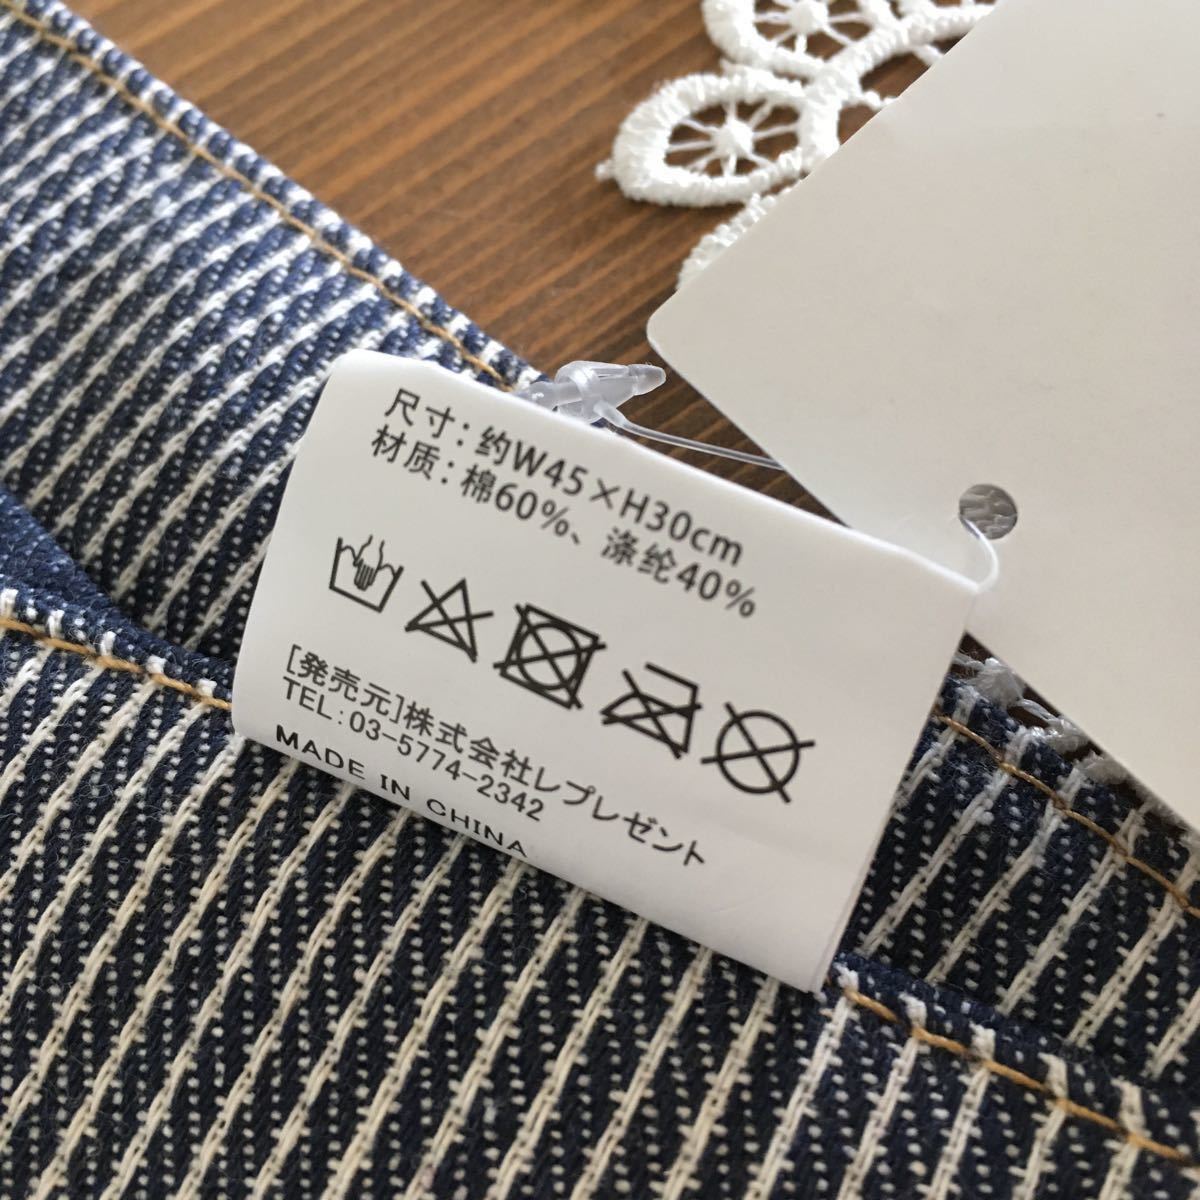 尺寸：约W45×H30cm
材质：棉60%、涤纶40%
[発売元]株式会社レプレゼント
TEL：03-5774-2342
MADE IN CHINA